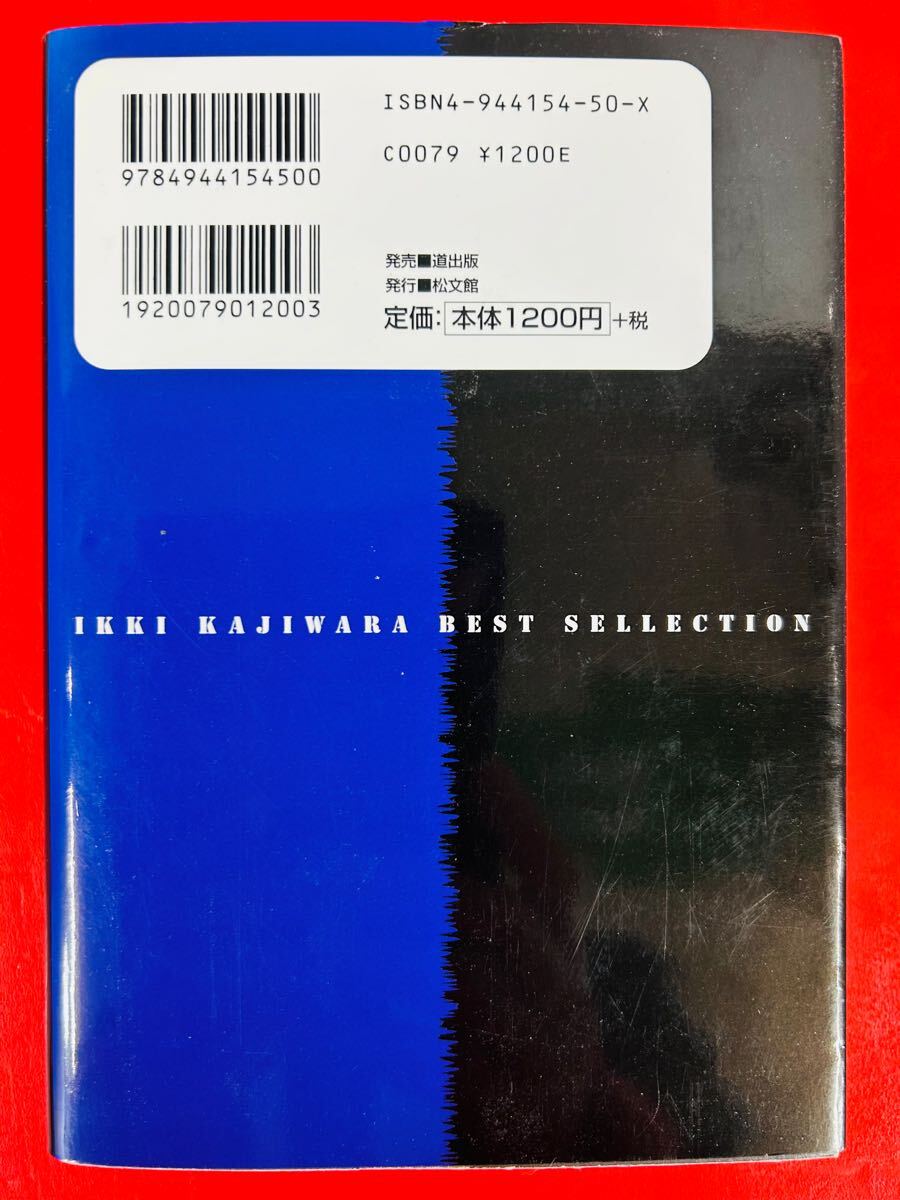 ISBN4-944154-50-X
C0079 ¥1200E
9784944154500
1920079012003
発売■道出版
発行■松文館
定価：本体1200円+税
IKKI KAJIWARA BEST SELLECTION